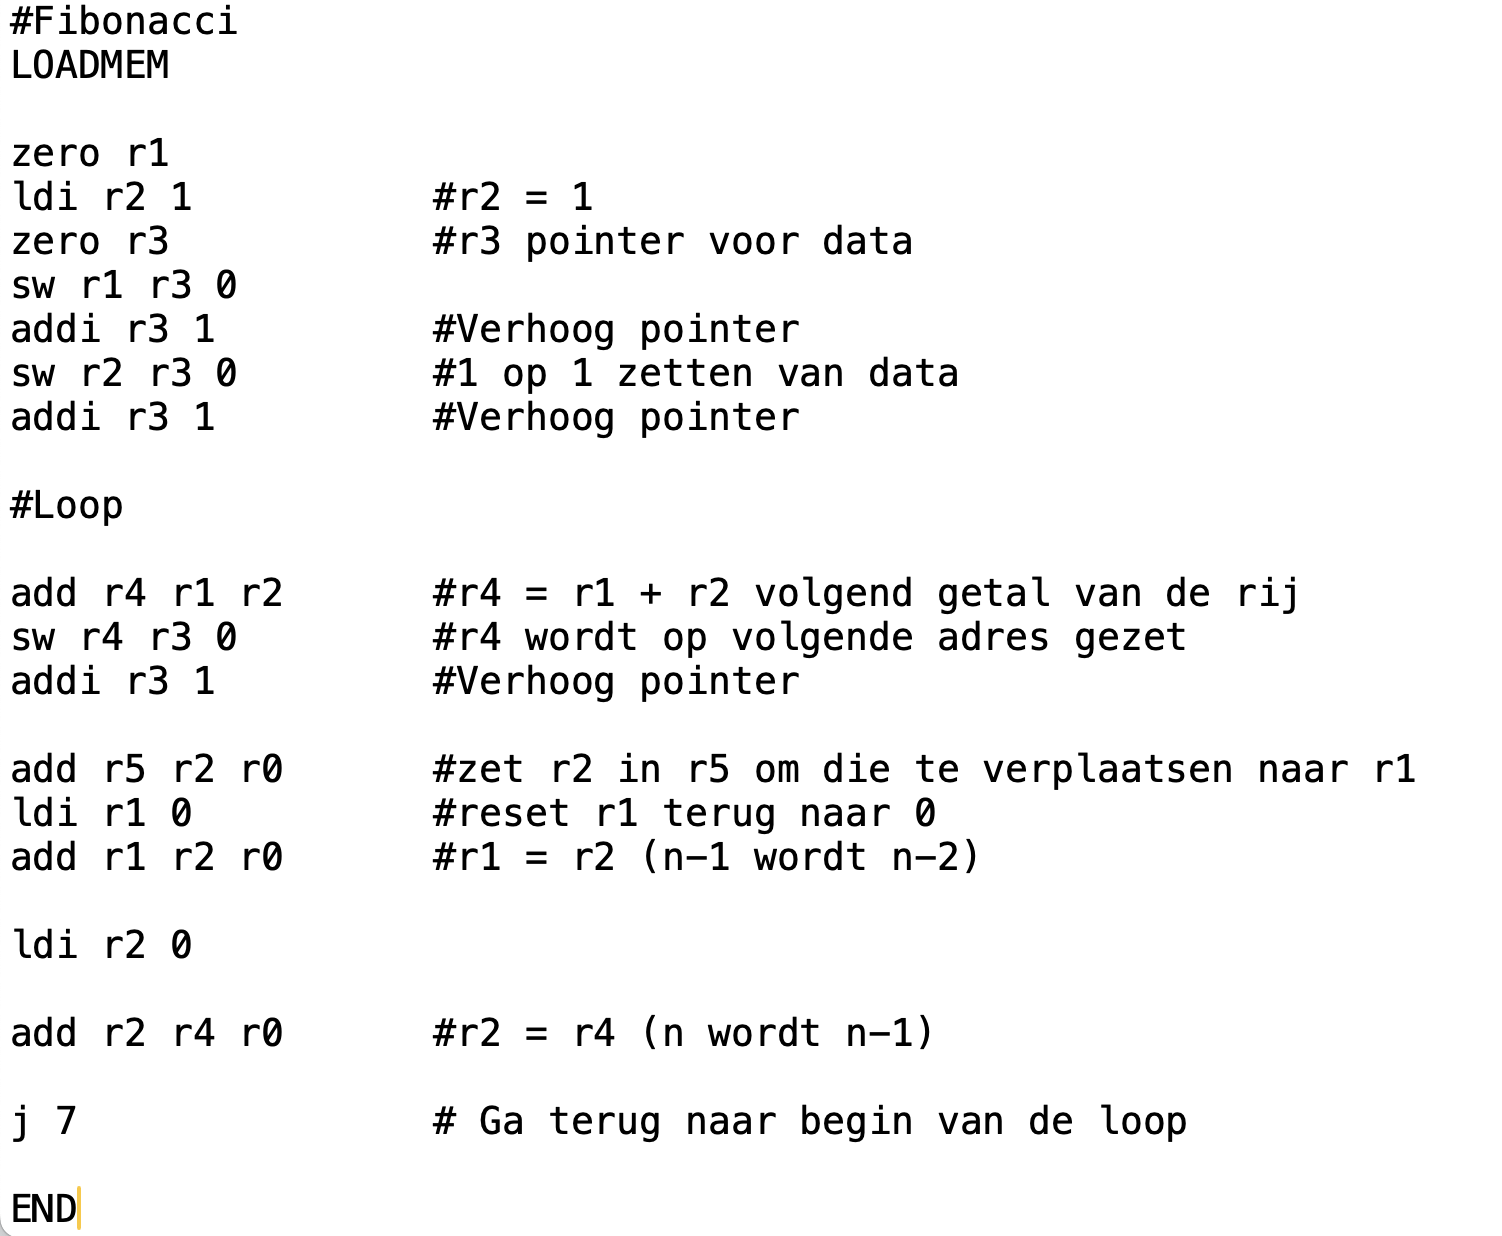 #Fibonacci
LOADMEM
zero r1
ldi r2 1 #r2 = 1
zero r3 #r3 pointer voor data
sw r1 r3 0
addi r3 1 #Verhoog pointer
sw r2 r3 0 #1 op 1 zetten van data
addi r3 1 #Verhoog pointer
#Loop
add r4 r1 r2 #r4 = r1 + r2 volgend getal van de rij
sw r4 r3 0 #r4 wordt op volgende adres gezet
addi r3 1 #Verhoog pointer
add r5 r2 r0 #zet r2 in r5 om die te verplaatsen naar r1
ldi r1 0 #reset r1 terug naar 0
add r1 r2 r0 #r1 = r2 (n-1 wordt n-2)
ldi r2 0
add r2 r4 r0 #r2 = r4 (n wordt n-1)
j 7 # Ga terug naar begin van de loop
END